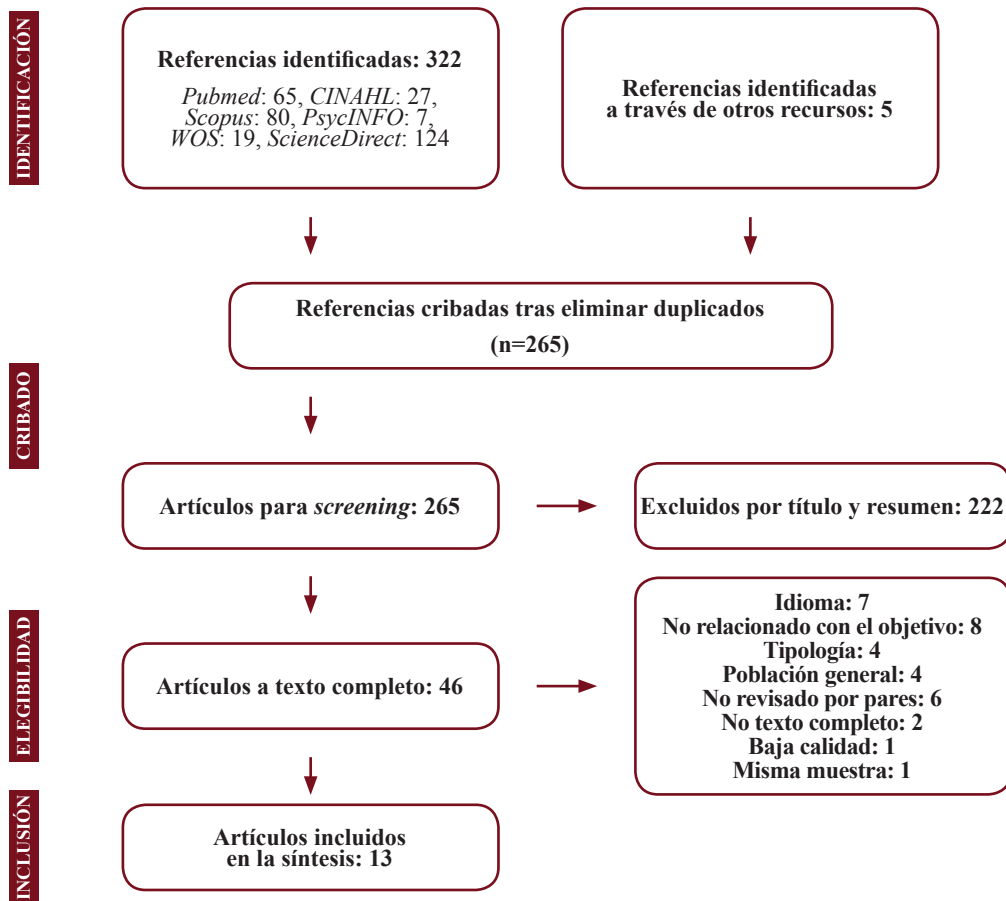 IDENTIFICACIÓN
Referencias identificadas: 322
Pubmed: 65, CINAHL: 27,
Scopus: 80, PsycINFO: 7,
WOS: 19, ScienceDirect: 124
Referencias identificadas
a través de otros recursos: 5
Referencias cribadas tras eliminar duplicados
(n=265)
CRIBADO
Artículos para screening: 265
Excluidos por título y resumen: 222
ELEGIBILIDAD
Artículos a texto completo: 46
Idioma: 7
No relacionado con el objetivo: 8
Tipología: 4
Población general: 4
No revisado por pares: 6
No texto completo: 2
Baja calidad: 1
Misma muestra: 1
INCLUSIÓN
Artículos incluidos
en la síntesis: 13